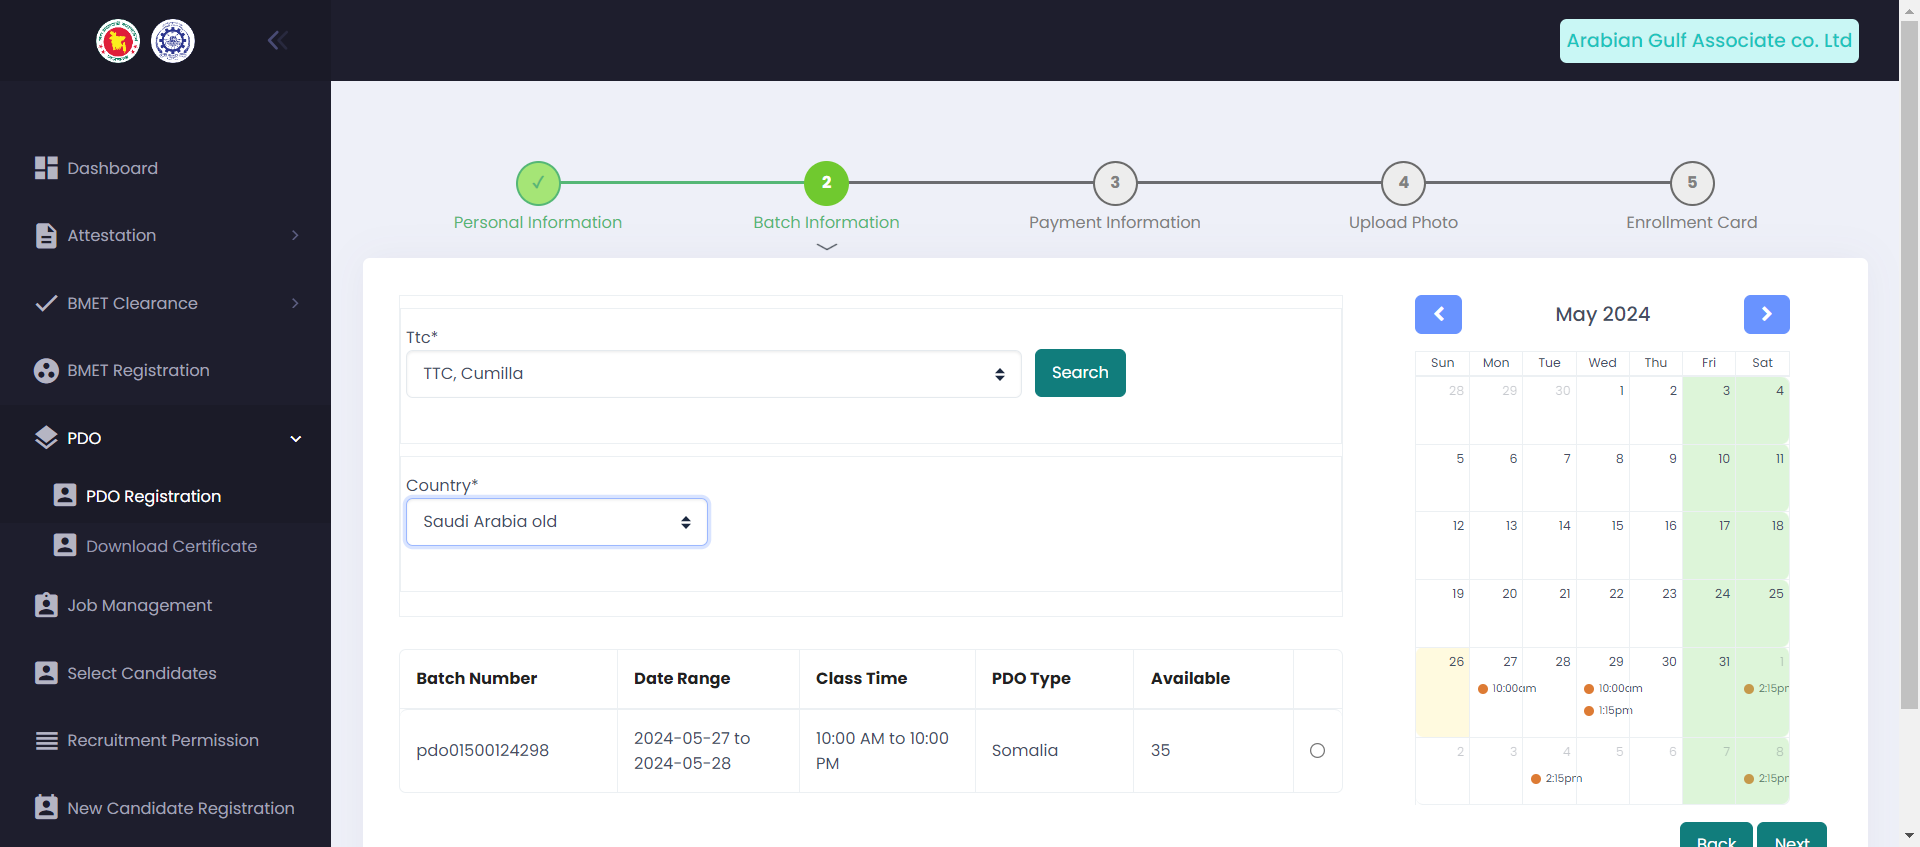 Arabian Gulf Associate co. Ltd
Dashboard
Attestation
BMET Clearance
BMET Registration
PDO
PDO Registration
Download Certificate
Job Management
Select Candidates
Recruitment Permission
New Candidate Registration
✓ 2 3 4 5
Personal Information Batch Information Payment Information Upload Photo Enrollment Card
Ttc*
TTC, Cumilla
Search
Country*
Saudi Arabia old
Batch Number Date Range Class Time PDO Type Available
pdo01500124298 2024-05-27 to 2024-05-28 10:00 AM to 10:00 PM Somalia 35
May 2024
Sun Mon Tue Wed Thu Fri Sat
28 29 30 1 2 3 4
5 6 7 8 9 10 11
12 13 14 15 16 17 18
19 20 21 22 23 24 25
26 27 28 29 30 31 1
10:00am 10:00am 2:15pm
1:15pm
2 3 4 5 6 7 8
2:15pm 2:15pm
Back Next